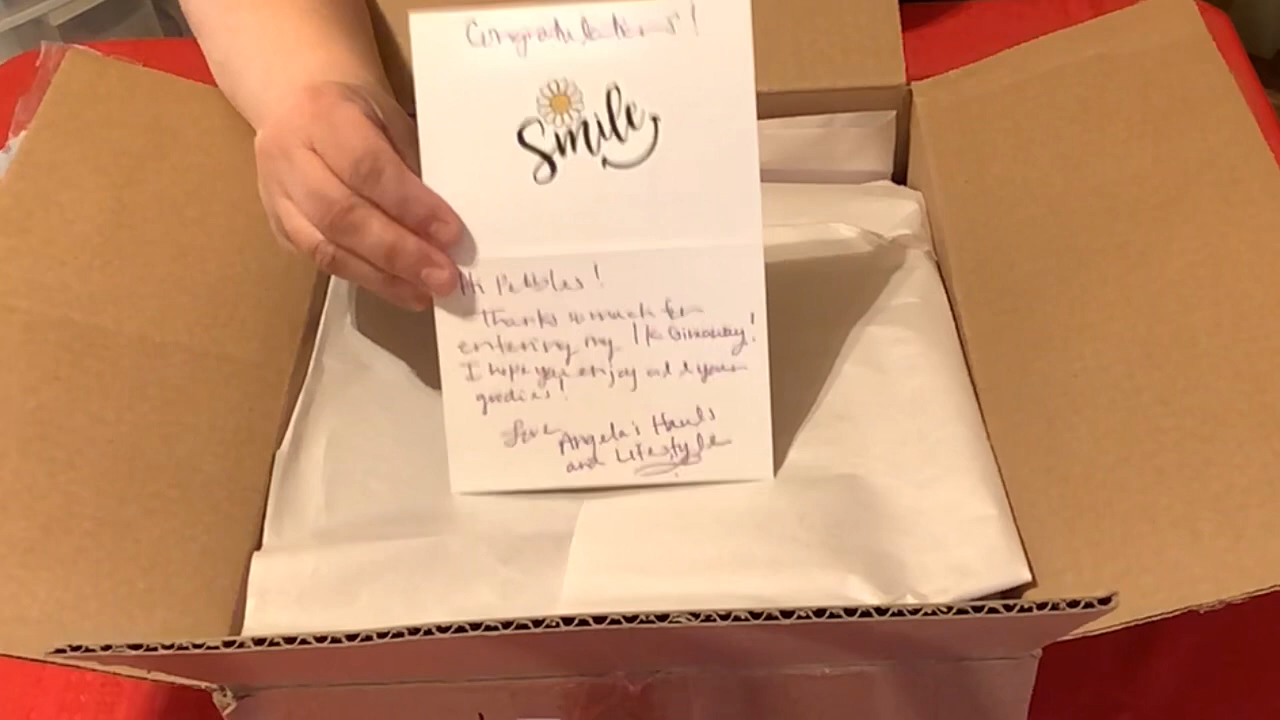 Congratulations!
Smile
Hi Pebbles!
Thanks so much for
entering my 1K Giveaway!
I hope you enjoy all your
goodies!
Love Angela's Hauls
and Lifestyle